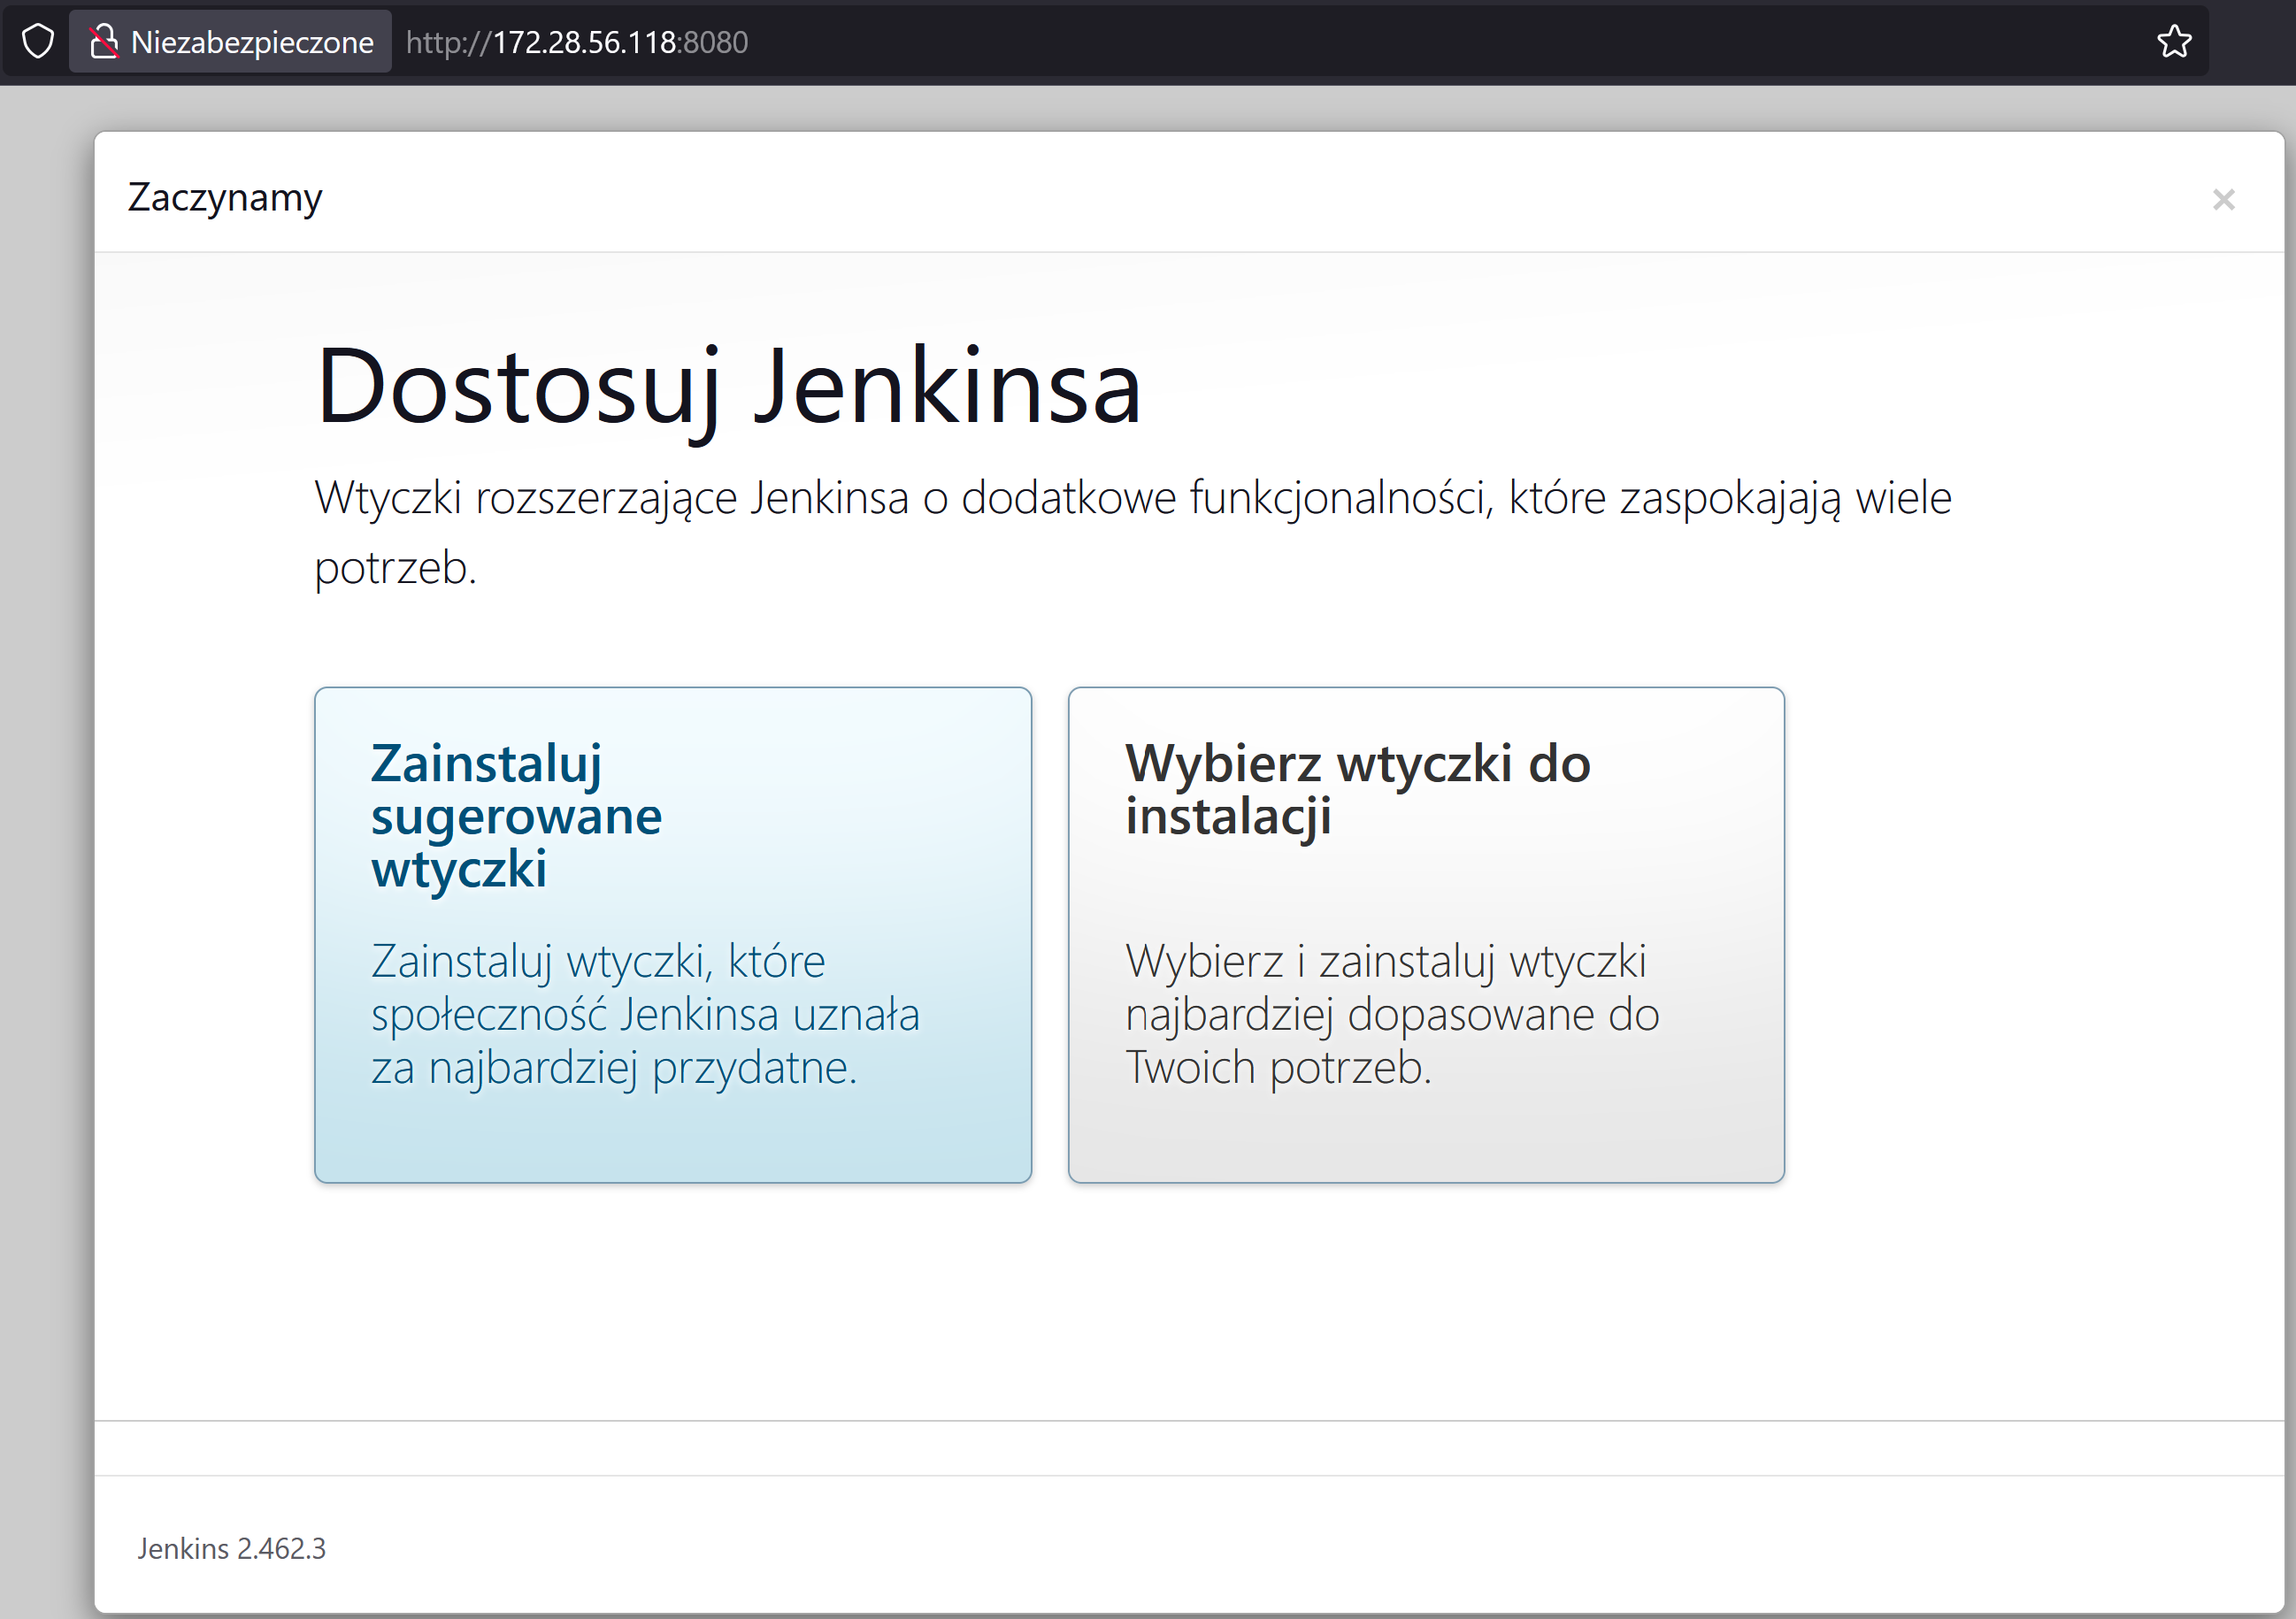 Niezabezpieczone http://172.28.56.118:8080
Zaczynamy
Dostosuj Jenkinsa
Wtyczki rozszerzające Jenkinsa o dodatkowe funkcjonalności, które zaspokajają wiele
potrzeb.
Zainstaluj
sugerowane
wtyczki
Zainstaluj wtyczki, które
społeczność Jenkinsa uznała
za najbardziej przydatne.
Wybierz wtyczki do
instalacji
Wybierz i zainstaluj wtyczki
najbardziej dopasowane do
Twoich potrzeb.
Jenkins 2.462.3